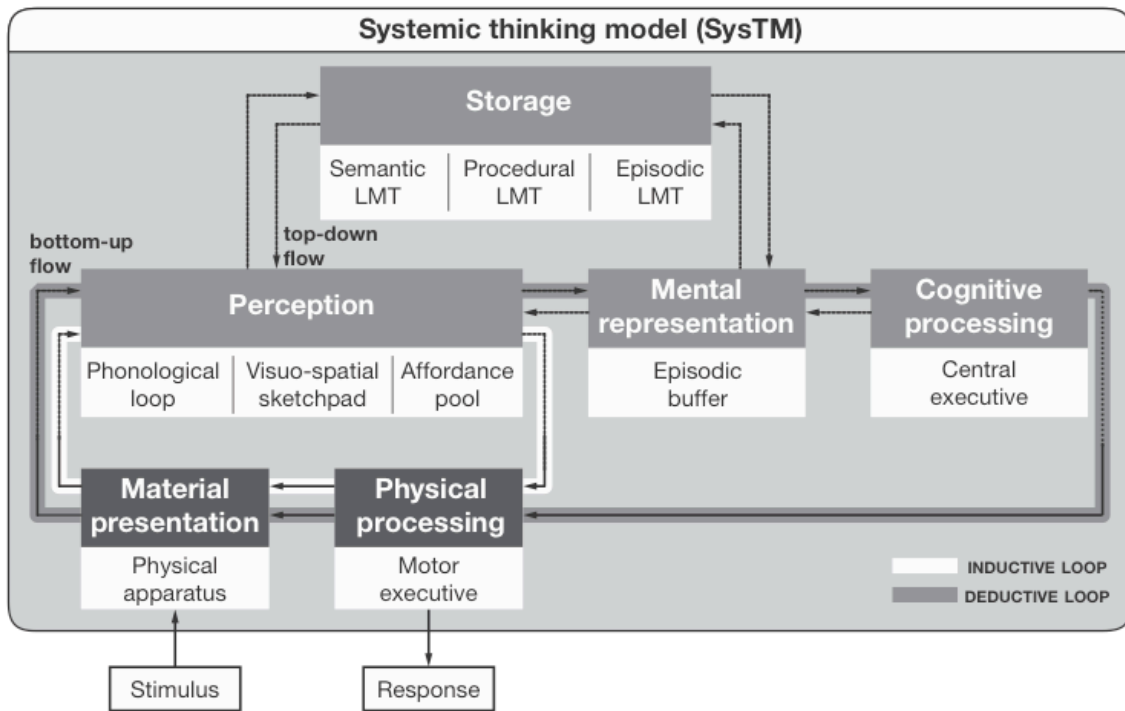 Systemic thinking model (SysTM)
Storage
Semantic
LMT
Procedural
LMT
Episodic
LMT
bottom-up
flow
top-down
flow
Perception
Phonological
loop
Visuo-spatial
sketchpad
Affordance
pool
Mental
representation
Episodic
buffer
Cognitive
processing
Central
executive
Material
presentation
Physical
apparatus
Physical
processing
Motor
executive
INDUCTIVE LOOP
DEDUCTIVE LOOP
Stimulus
Response